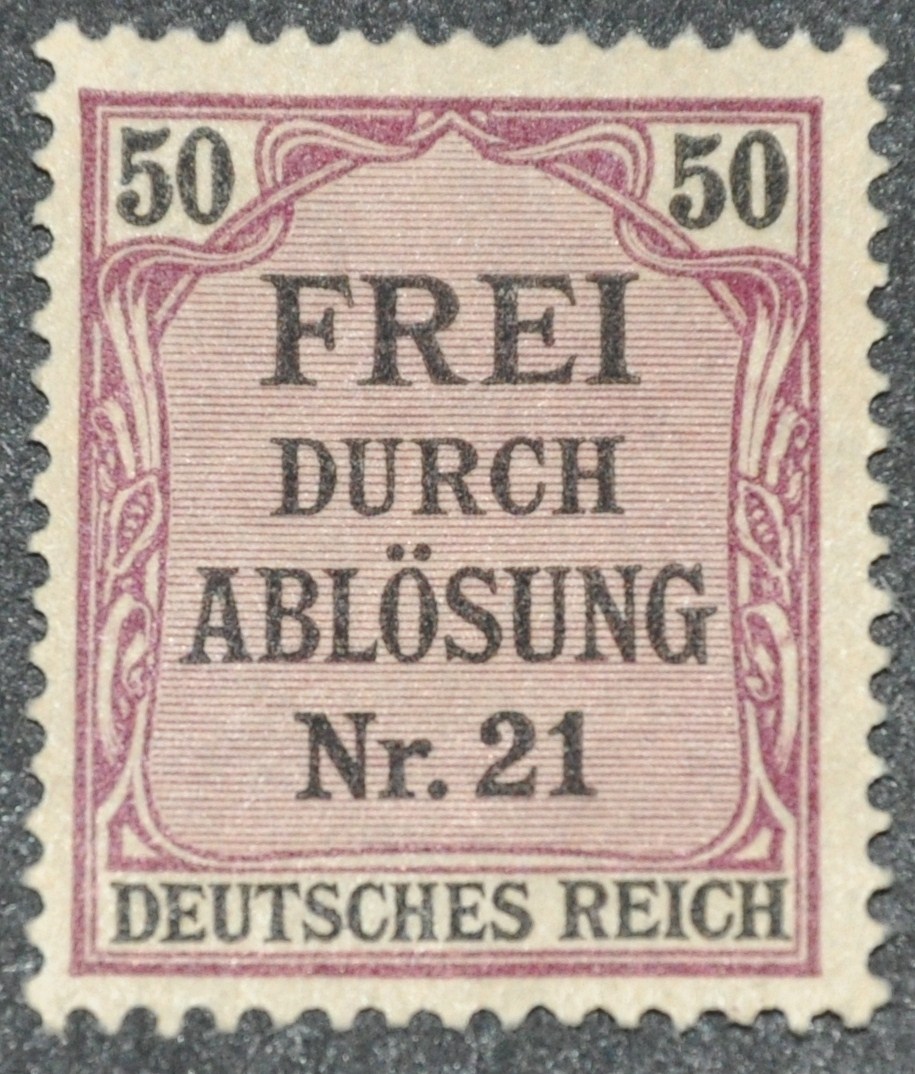 50 50
FREI
DURCH
ABLÖSUNG
Nr. 21
DEUTSCHES REICH